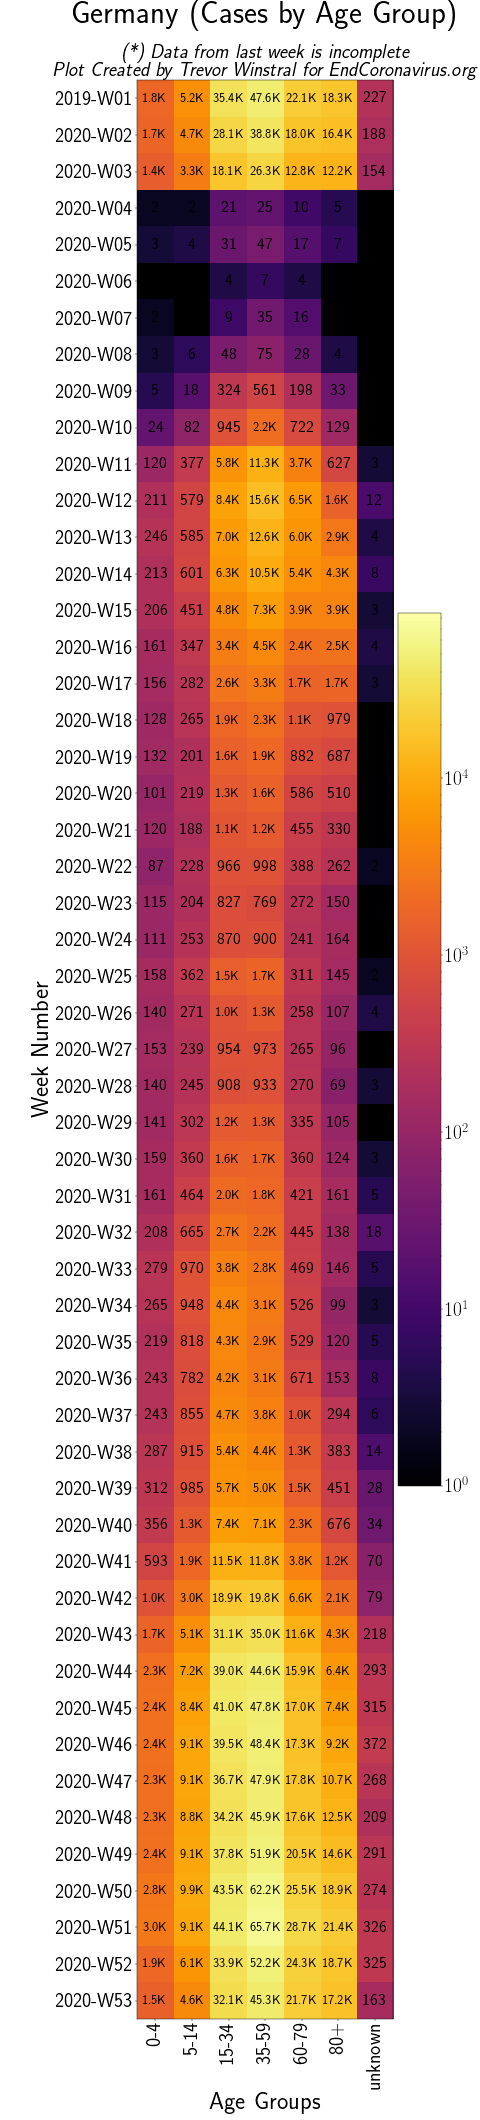 Germany (Cases by Age Group)
(*) Data from last week is incomplete
Plot Created by Trevor Winstral for EndCoronavirus.org
2019-W01 1.8K 5.2K 35.4K 47.6K 22.1K 18.3K 227
2020-W02 1.7K 4.7K 28.1K 38.8K 18.0K 16.4K 188
2020-W03 1.4K 3.3K 18.1K 26.3K 12.8K 12.2K 154
2020-W04 2 2 21 25 10 5
2020-W05 3 4 31 47 17 7
2020-W06 4 7 4
2020-W07 2 9 35 16
2020-W08 3 6 48 75 28 4
2020-W09 5 18 324 561 198 33
2020-W10 24 82 945 2.2K 722 129
2020-W11 120 377 5.8K 11.3K 3.7K 627 3
2020-W12 211 579 8.4K 15.6K 6.5K 1.6K 12
2020-W13 246 585 7.0K 12.6K 6.0K 2.9K 4
2020-W14 213 601 6.3K 10.5K 5.4K 4.3K 8
2020-W15 206 451 4.8K 7.3K 3.9K 3.9K 3
2020-W16 161 347 3.4K 4.5K 2.4K 2.5K 4
2020-W17 156 282 2.6K 3.3K 1.7K 1.7K 3
2020-W18 128 265 1.9K 2.3K 1.1K 979
2020-W19 132 201 1.6K 1.9K 882 687
2020-W20 101 219 1.3K 1.6K 586 510
2020-W21 120 188 1.1K 1.2K 455 330
2020-W22 87 228 966 998 388 262 2
2020-W23 115 204 827 769 272 150
2020-W24 111 253 870 900 241 164
2020-W25 158 362 1.5K 1.7K 311 145 2
2020-W26 140 271 1.0K 1.3K 258 107 4
2020-W27 153 239 954 973 265 96
2020-W28 140 245 908 933 270 69 3
2020-W29 141 302 1.2K 1.3K 335 105
2020-W30 159 360 1.6K 1.7K 360 124 3
2020-W31 161 464 2.0K 1.8K 421 161 5
2020-W32 208 665 2.7K 2.2K 445 138 18
2020-W33 279 970 3.8K 2.8K 469 146 5
2020-W34 265 948 4.4K 3.1K 526 99 3
2020-W35 219 818 4.3K 2.9K 529 120 5
2020-W36 243 782 4.2K 3.1K 671 153 8
2020-W37 243 855 4.7K 3.8K 1.0K 294 6
2020-W38 287 915 5.4K 4.4K 1.3K 383 14
2020-W39 312 985 5.7K 5.0K 1.5K 451 28
2020-W40 356 1.3K 7.4K 7.1K 2.3K 676 34
2020-W41 593 1.9K 11.5K 11.8K 3.8K 1.2K 70
2020-W42 1.0K 3.0K 18.9K 19.8K 6.6K 2.1K 79
2020-W43 1.7K 5.1K 31.1K 35.0K 11.6K 4.3K 218
2020-W44 2.3K 7.2K 39.0K 44.6K 15.9K 6.4K 293
2020-W45 2.4K 8.4K 41.0K 47.8K 17.0K 7.4K 315
2020-W46 2.4K 9.1K 39.5K 48.4K 17.3K 9.2K 372
2020-W47 2.3K 9.1K 36.7K 47.9K 17.8K 10.7K 268
2020-W48 2.3K 8.8K 34.2K 45.9K 17.6K 12.5K 209
2020-W49 2.4K 9.1K 37.8K 51.9K 20.5K 14.6K 291
2020-W50 2.8K 9.9K 43.5K 62.2K 25.5K 18.9K 274
2020-W51 3.0K 9.1K 44.1K 65.7K 28.7K 21.4K 326
2020-W52 1.9K 6.1K 33.9K 52.2K 24.3K 18.7K 325
2020-W53 1.5K 4.6K 32.1K 45.3K 21.7K 17.2K 163
0-4 5-14 15-34 35-59 60-79 80+ unknown
Age Groups
Week Number
10⁴
10³
10²
10¹
10⁰